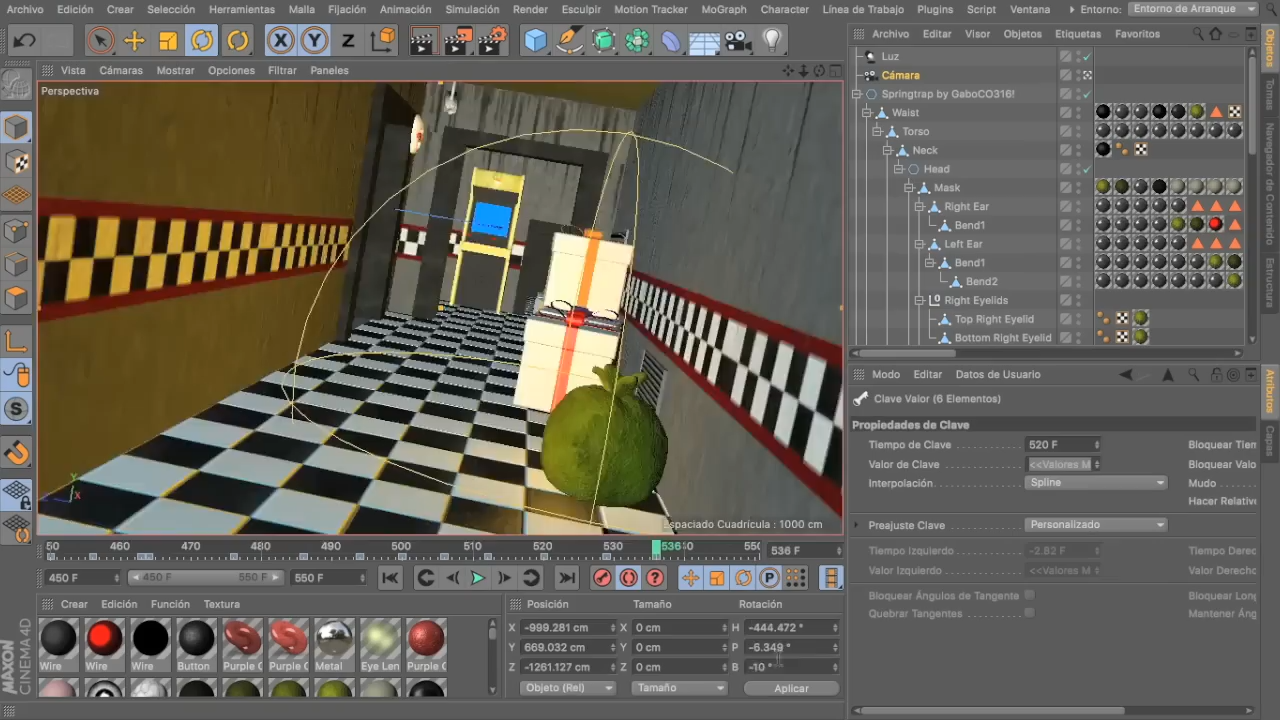 Archivo Edición Crear Selección Herramientas Malla Fijación Animación Simulación Render Esculpir Motion Tracker MoGraph Character Línea de Trabajo Plugins Script Ventana Entorno: Entorno de Arranque
X Y Z
Vista Cámaras Mostrar Opciones Filtrar Paneles
Perspectiva
Espaciado Cuadrícula : 1000 cm
50 460 470 480 490 500 510 520 530 536 550 536 F
450 F 450 F 550 F 550 F
Crear Edición Función Textura
Wire Wire Wire Button Purple Purple Metal Eye Len Purple
MAXON
CINEMA 4D
Posición Tamaño Rotación
X -999.281 cm X 0 cm H -444.472 °
Y 669.032 cm Y 0 cm P -6.349 °
Z -1261.127 cm Z 0 cm B -10 °
Objeto (Rel) Tamaño Aplicar
Archivo Editar Visor Objetos Etiquetas Favoritos
Luz
Cámara
Springtrap by GaboCO316!
Waist
Torso
Neck
Head
Mask
Right Ear
Bend1
Left Ear
Bend1
Bend2
Right Eyelids
Top Right Eyelid
Bottom Right Eyelid
Modo Editar Datos de Usuario
Clave Valor (6 Elementos)
Propiedades de Clave
Tiempo de Clave 520 F Bloquear Tien
Valor de Clave <<Valores M Bloquear Valo
Interpolación Spline Mudo
Hacer Relative
Preajuste Clave Personalizado
Tiempo Izquierdo -2.82 F Tiempo Derec
Valor Izquierdo <<Valores M Valor Derecho
Bloquear Ángulos de Tangente Bloquear Long
Quebrar Tangentes Mantener Áng
Objetos
Tomas
Navegador de Contenido
Estructura
Atributos
Capas